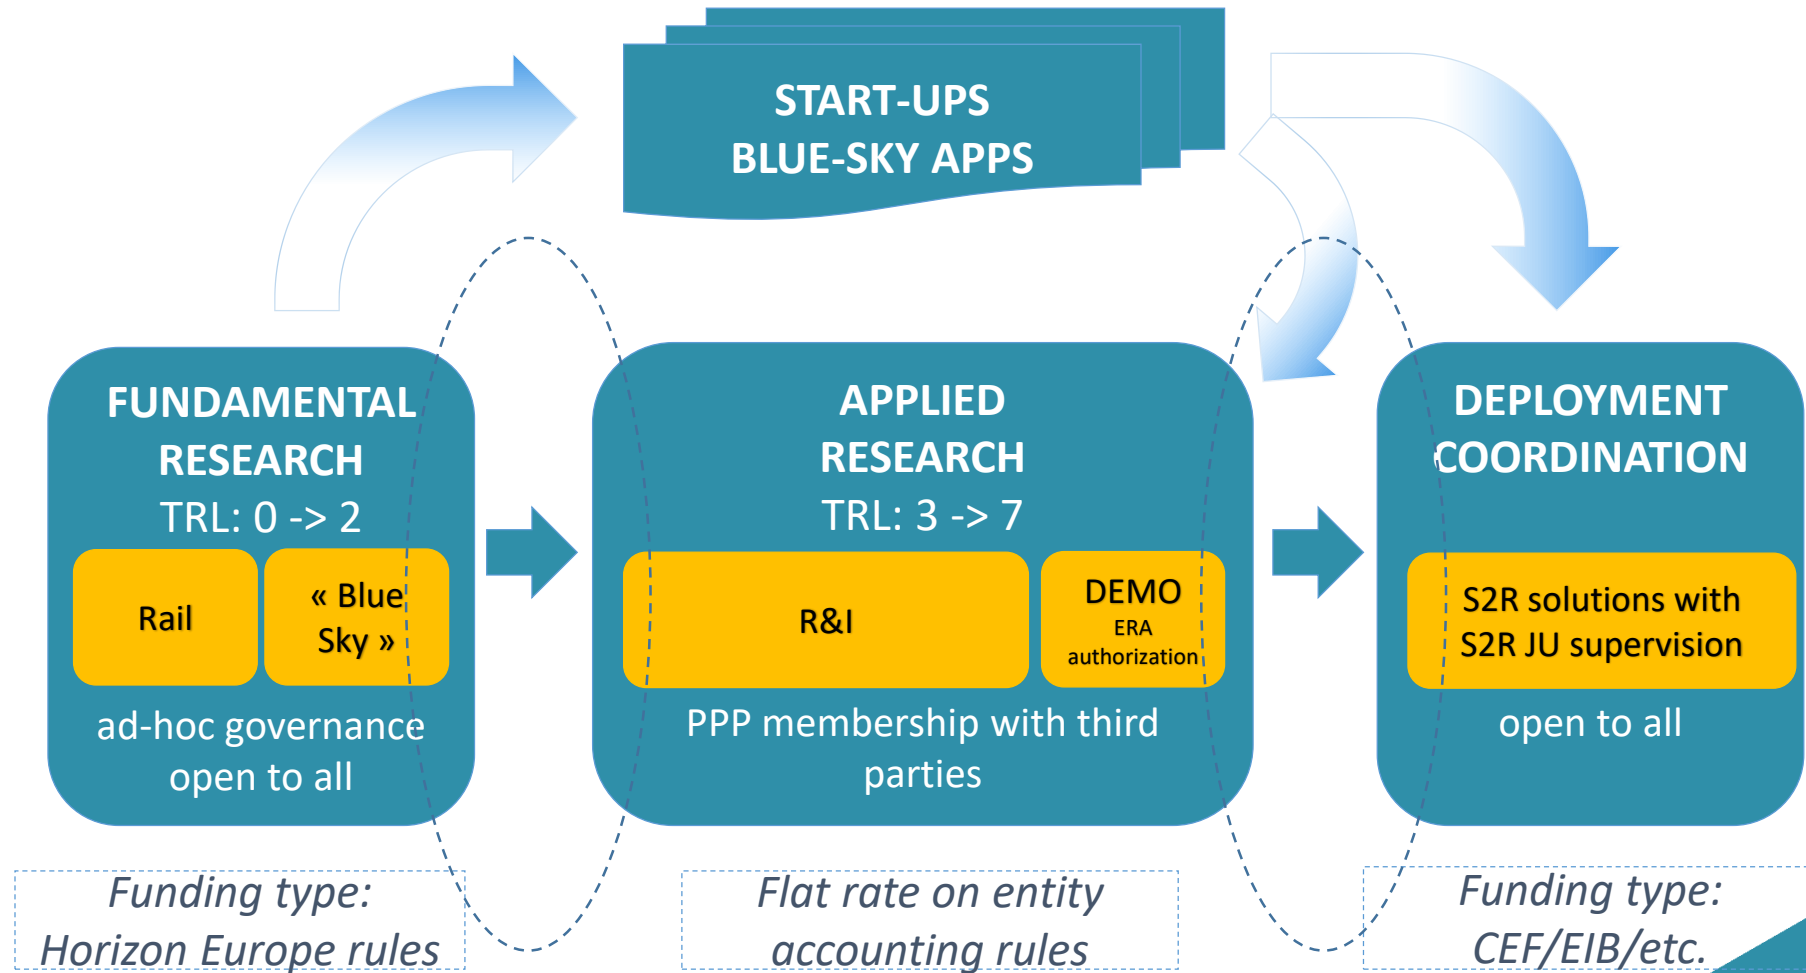 START-UPS
BLUE-SKY APPS
FUNDAMENTAL
RESEARCH
TRL: 0 -> 2
Rail
« Blue
Sky »
ad-hoc governance
open to all
APPLIED
RESEARCH
TRL: 3 -> 7
R&I
DEMO
ERA
authorization
PPP membership with third
parties
DEPLOYMENT
COORDINATION
S2R solutions with
S2R JU supervision
open to all
Funding type:
Horizon Europe rules
Flat rate on entity
accounting rules
Funding type:
CEF/EIB/etc.